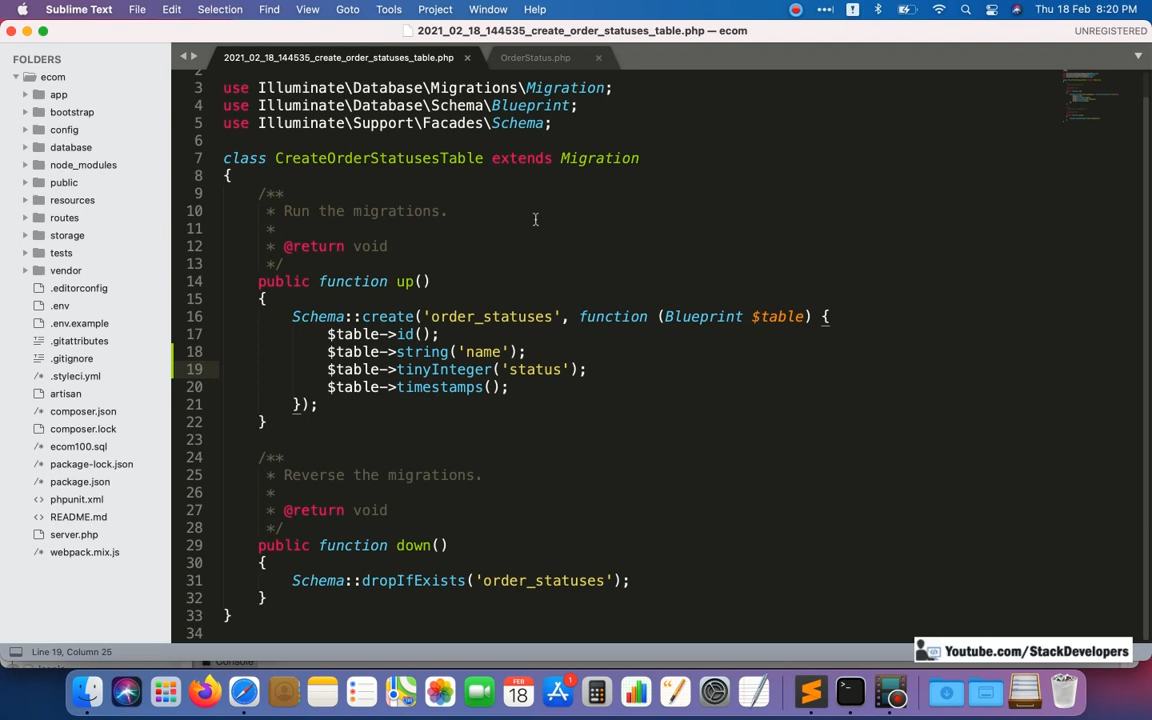 Sublime Text File Edit Selection Find View Goto Tools Project Window Help Thu 18 Feb 8:20 PM
2021_02_18_144535_create_order_statuses_table.php — ecom UNREGISTERED
FOLDERS
ecom
app
bootstrap
config
database
node_modules
public
resources
routes
storage
tests
vendor
.editorconfig
.env
.env.example
.gitattributes
.gitignore
.styleci.yml
artisan
composer.json
composer.lock
ecom100.sql
package-lock.json
package.json
phpunit.xml
README.md
server.php
webpack.mix.js
2021_02_18_144535_create_order_statuses_table.php OrderStatus.php
2
3 use Illuminate\Database\Migrations\Migration;
4 use Illuminate\Database\Schema\Blueprint;
5 use Illuminate\Support\Facades\Schema;
6
7 class CreateOrderStatusesTable extends Migration
8 {
9 /**
10 * Run the migrations.
11 *
12 * @return void
13 */
14 public function up()
15 {
16 Schema::create('order_statuses', function (Blueprint $table) {
17 $table->id();
18 $table->string('name');
19 $table->tinyInteger('status');
20 $table->timestamps();
21 });
22 }
23
24 /**
25 * Reverse the migrations.
26 *
27 * @return void
28 */
29 public function down()
30 {
31 Schema::dropIfExists('order_statuses');
32 }
33 }
34
Line 19, Column 25
Console
Youtube.com/StackDevelopers
FEB
18
1